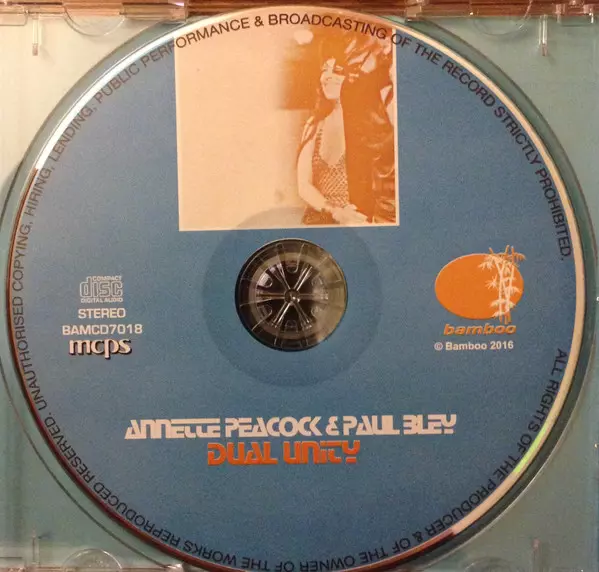 UNAUTHORISED COPYING, HIRING, LENDING, PUBLIC PERFORMANCE & BROADCASTING OF THE RECORD STRICTLY PROHIBITED.
COMPACT
disc
DIGITAL AUDIO
STEREO
BAMCD7018
mcps
bamboo
© Bamboo 2016
ANNETTE PEACOCK & PAUL BLEY
DUAL UNITY
ALL RIGHTS OF THE PRODUCER & OF THE OWNER OF THE WORKS REPRODUCED RESERVED.